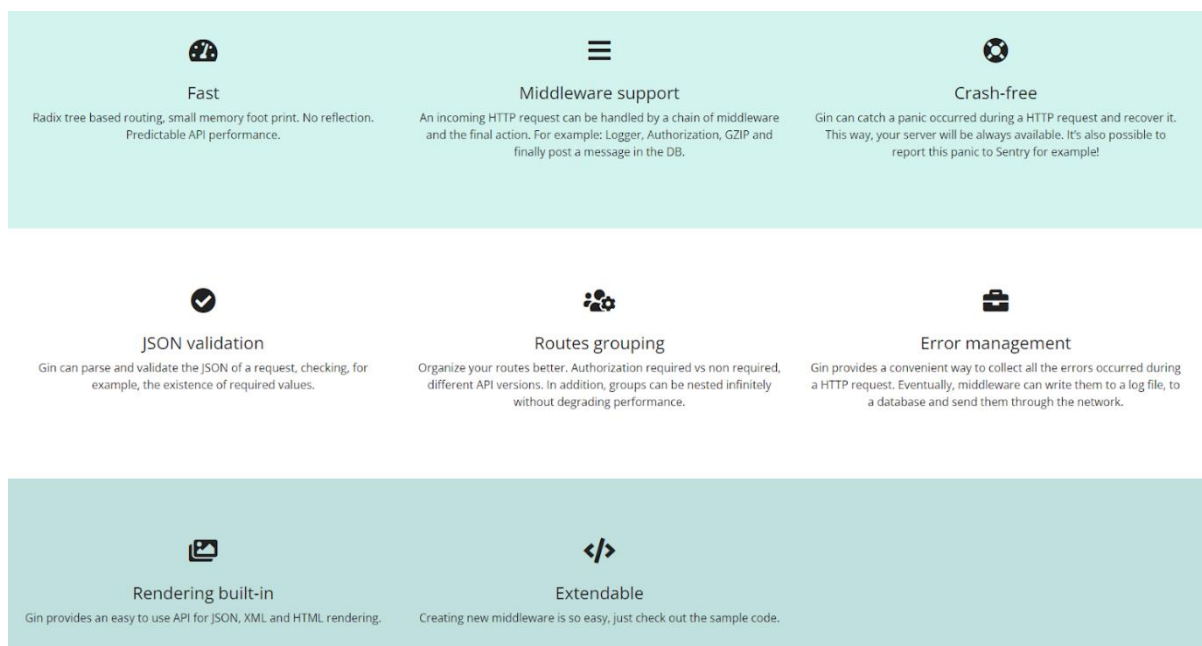 Fast
Radix tree based routing, small memory foot print. No reflection.
Predictable API performance.
Middleware support
An incoming HTTP request can be handled by a chain of middleware
and the final action. For example: Logger, Authorization, GZIP and
finally post a message in the DB.
Crash-free
Gin can catch a panic occurred during a HTTP request and recover it.
This way, your server will be always available. It's also possible to
report this panic to Sentry for example!
JSON validation
Gin can parse and validate the JSON of a request, checking, for
example, the existence of required values.
Routes grouping
Organize your routes better. Authorization required vs non required,
different API versions. In addition, groups can be nested infinitely
without degrading performance.
Error management
Gin provides a convenient way to collect all the errors occurred during
a HTTP request. Eventually, middleware can write them to a log file, to
a database and send them through the network.
Rendering built-in
Gin provides an easy to use API for JSON, XML and HTML rendering.
Extendable
Creating new middleware is so easy, just check out the sample code.